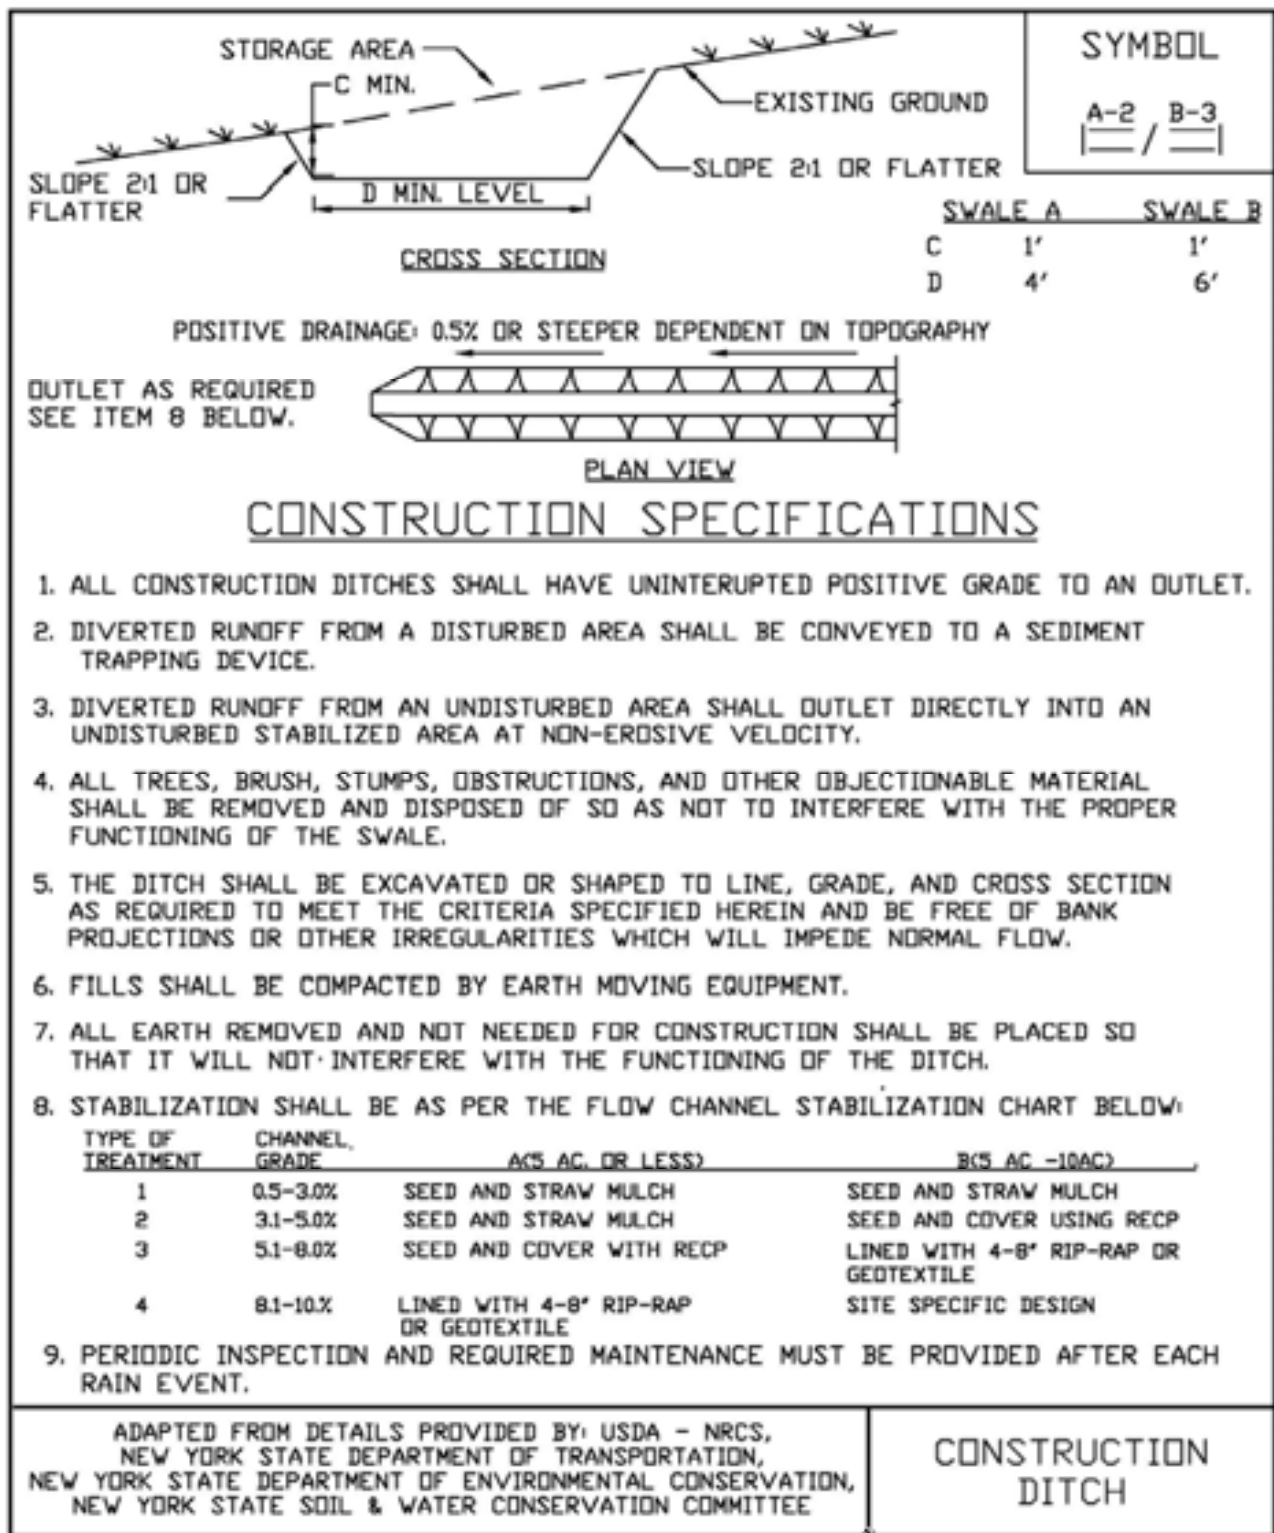 STORAGE AREA
C MIN.
EXISTING GROUND
SLOPE 2:1 OR
FLATTER
D MIN. LEVEL
SLOPE 2:1 OR FLATTER
CROSS SECTION
SYMBOL
A-2 / B-3
SWALE A SWALE B
C 1' 1'
D 4' 6'
POSITIVE DRAINAGE: 0.5% OR STEEPER DEPENDENT ON TOPOGRAPHY
OUTLET AS REQUIRED
SEE ITEM 8 BELOW.
PLAN VIEW
CONSTRUCTION SPECIFICATIONS
1. ALL CONSTRUCTION DITCHES SHALL HAVE UNINTERUPTED POSITIVE GRADE TO AN OUTLET.
2. DIVERTED RUNOFF FROM A DISTURBED AREA SHALL BE CONVEYED TO A SEDIMENT
TRAPPING DEVICE.
3. DIVERTED RUNOFF FROM AN UNDISTURBED AREA SHALL OUTLET DIRECTLY INTO AN
UNDISTURBED STABILIZED AREA AT NON-EROSIVE VELOCITY.
4. ALL TREES, BRUSH, STUMPS, OBSTRUCTIONS, AND OTHER OBJECTIONABLE MATERIAL
SHALL BE REMOVED AND DISPOSED OF SO AS NOT TO INTERFERE WITH THE PROPER
FUNCTIONING OF THE SWALE.
5. THE DITCH SHALL BE EXCAVATED OR SHAPED TO LINE, GRADE, AND CROSS SECTION
AS REQUIRED TO MEET THE CRITERIA SPECIFIED HEREIN AND BE FREE OF BANK
PROJECTIONS OR OTHER IRREGULARITIES WHICH WILL IMPEDE NORMAL FLOW.
6. FILLS SHALL BE COMPACTED BY EARTH MOVING EQUIPMENT.
7. ALL EARTH REMOVED AND NOT NEEDED FOR CONSTRUCTION SHALL BE PLACED SO
THAT IT WILL NOT INTERFERE WITH THE FUNCTIONING OF THE DITCH.
8. STABILIZATION SHALL BE AS PER THE FLOW CHANNEL STABILIZATION CHART BELOW:
TYPE OF CHANNEL
TREATMENT GRADE A(5 AC. OR LESS) B(5 AC -10AC)
1 0.5-3.0% SEED AND STRAW MULCH SEED AND STRAW MULCH
2 3.1-5.0% SEED AND STRAW MULCH SEED AND COVER USING RECP
3 5.1-8.0% SEED AND COVER WITH RECP LINED WITH 4-8" RIP-RAP OR
GEOTEXTILE
4 8.1-10.% LINED WITH 4-8" RIP-RAP SITE SPECIFIC DESIGN
OR GEOTEXTILE
9. PERIODIC INSPECTION AND REQUIRED MAINTENANCE MUST BE PROVIDED AFTER EACH
RAIN EVENT.
ADAPTED FROM DETAILS PROVIDED BY: USDA - NRCS,
NEW YORK STATE DEPARTMENT OF TRANSPORTATION,
NEW YORK STATE DEPARTMENT OF ENVIRONMENTAL CONSERVATION,
NEW YORK STATE SOIL & WATER CONSERVATION COMMITTEE
CONSTRUCTION
DITCH